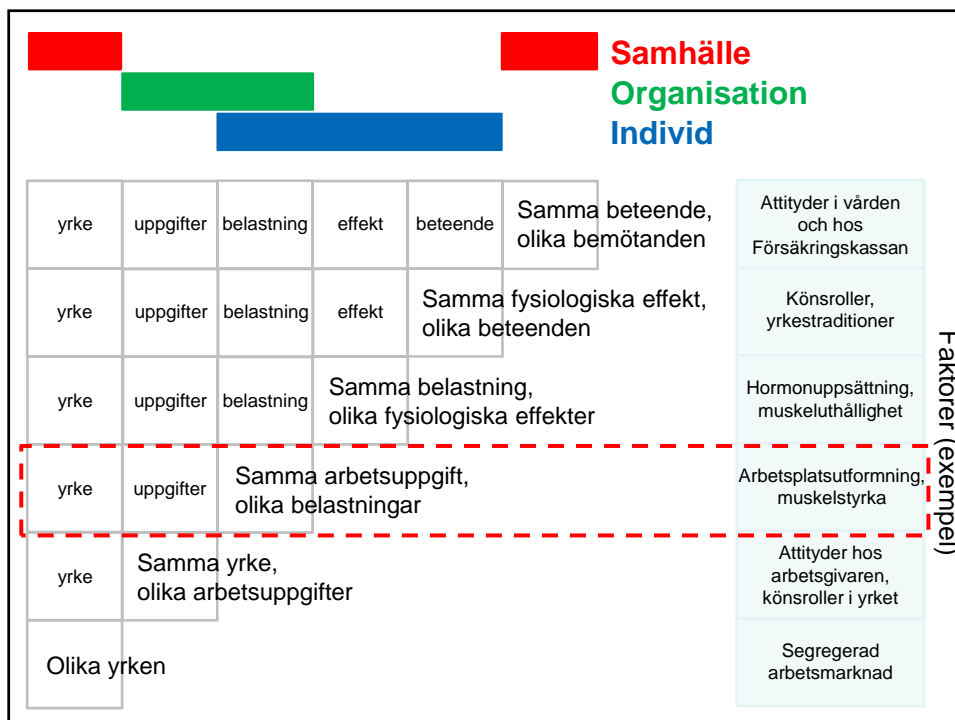 Samhälle
Organisation
Individ
yrke
uppgifter
belastning
effekt
beteende
Samma beteende,
olika bemötanden
Attityder i vården
och hos
Försäkringskassan
yrke
uppgifter
belastning
effekt
Samma fysiologiska effekt,
olika beteenden
Könsroller,
yrkestraditioner
yrke
uppgifter
belastning
Samma belastning,
olika fysiologiska effekter
Hormonuppsättning,
muskeluthållighet
yrke
uppgifter
Samma arbetsuppgift,
olika belastningar
Arbetsplatsutformning,
muskelstyrka
yrke
Samma yrke,
olika arbetsuppgifter
Attityder hos
arbetsgivaren,
könsroller i yrket
Olika yrken
Segregerad
arbetsmarknad
Faktorer (exempel)